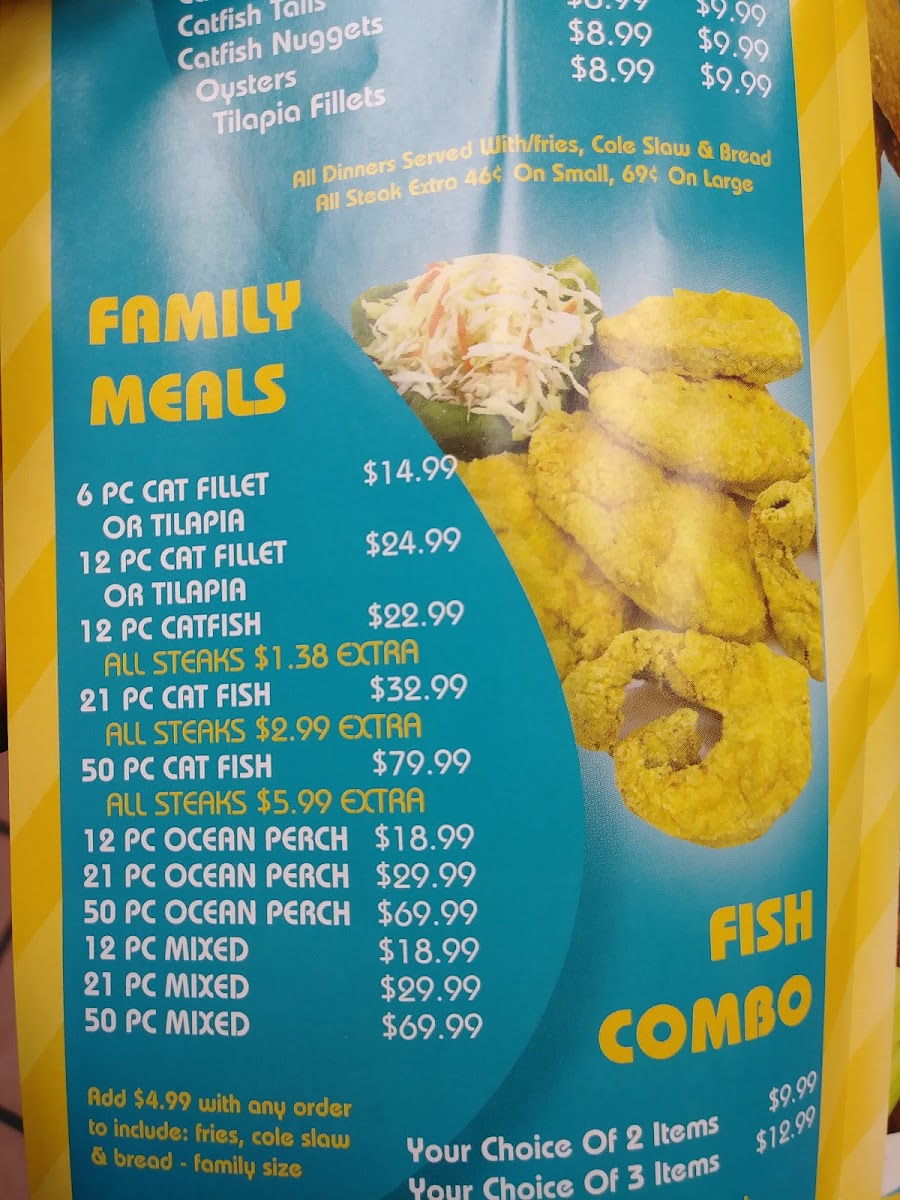 Catfish Tails $9.99
Catfish Nuggets $8.99 $9.99
Oysters $8.99 $9.99
Tilapia Fillets
All Dinners Served With/fries, Cole Slaw & Bread
All Steak Extra 46¢ On Small, 69¢ On Large
FAMILY
MEALS
6 PC CAT FILLET $14.99
OR TILAPIA
12 PC CAT FILLET $24.99
OR TILAPIA
12 PC CATFISH $22.99
ALL STEAKS $1.38 EXTRA
21 PC CAT FISH $32.99
ALL STEAKS $2.99 EXTRA
50 PC CAT FISH $79.99
ALL STEAKS $5.99 EXTRA
12 PC OCEAN PERCH $18.99
21 PC OCEAN PERCH $29.99
50 PC OCEAN PERCH $69.99
12 PC MIXED $18.99
21 PC MIXED $29.99
50 PC MIXED $69.99
Add $4.99 with any order
to include: fries, cole slaw
& bread - family size
FISH
COMBO
Your Choice Of 2 Items $9.99
Your Choice Of 3 Items $12.99